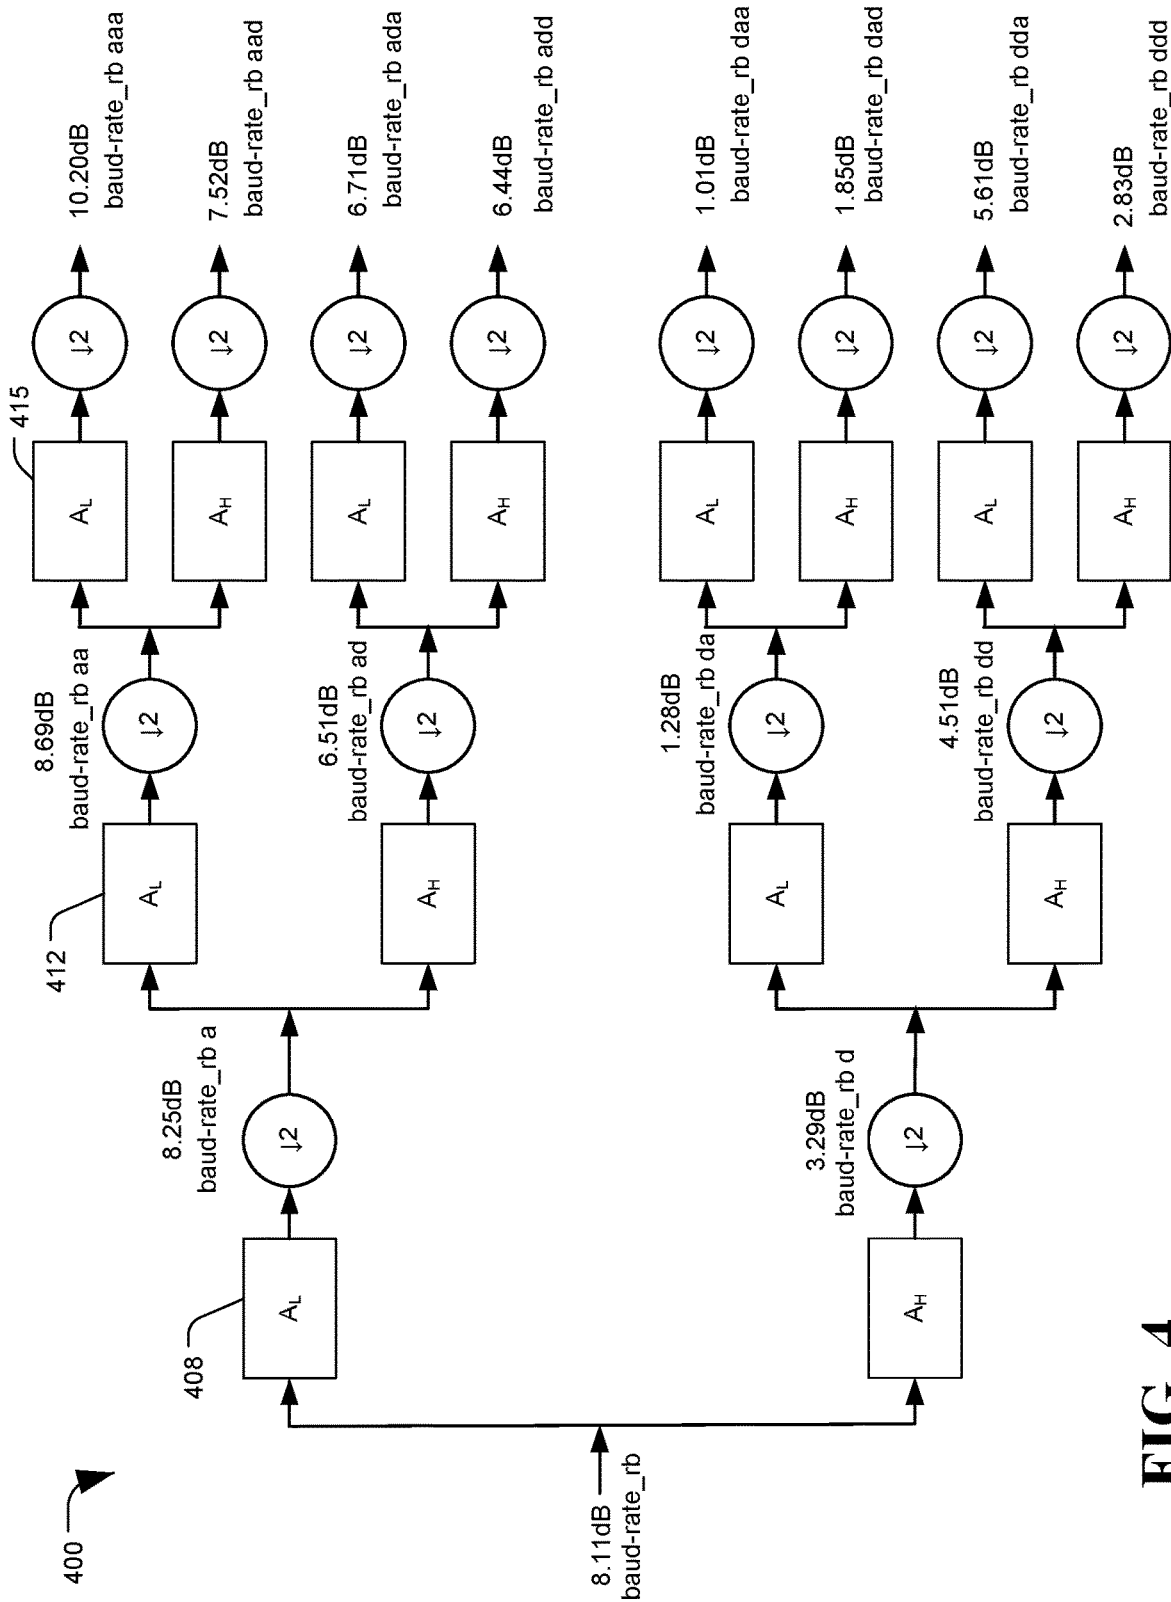 400
8.11dB
baud-rate_rb
408
A_L
↓2
8.25dB
baud-rate_rb a
A_H
↓2
3.29dB
baud-rate_rb d
412
A_L
↓2
8.69dB
baud-rate_rb aa
A_H
↓2
6.51dB
baud-rate_rb ad
A_L
↓2
1.28dB
baud-rate_rb da
A_H
↓2
4.51dB
baud-rate_rb dd
415
A_L
↓2
10.20dB
baud-rate_rb aaa
A_H
↓2
7.52dB
baud-rate_rb aad
A_L
↓2
6.71dB
baud-rate_rb ada
A_H
↓2
6.44dB
baud-rate_rb add
A_L
↓2
1.01dB
baud-rate_rb daa
A_H
↓2
1.85dB
baud-rate_rb dad
A_L
↓2
5.61dB
baud-rate_rb dda
A_H
↓2
2.83dB
baud-rate_rb ddd
FIG. 4